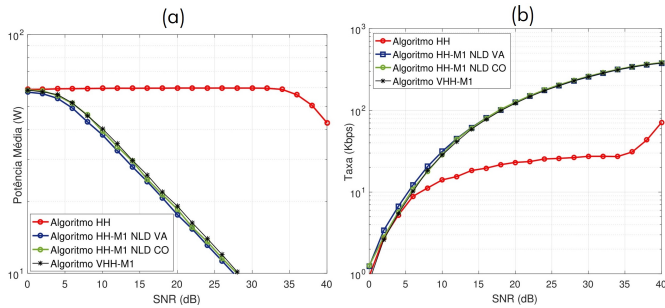 (a)
10²
Potência Média (W)
10¹
Algoritmo HH
Algoritmo HH-M1 NLD VA
Algoritmo HH-M1 NLD CO
Algoritmo VHH-M1
0 5 10 15 20 25 30 35 40
SNR (dB)
(b)
10³
10²
10¹
10⁰
Taxa (Kbps)
Algoritmo HH
Algoritmo HH-M1 NLD VA
Algoritmo HH-M1 NLD CO
Algoritmo VHH-M1
0 5 10 15 20 25 30 35 40
SNR (dB)